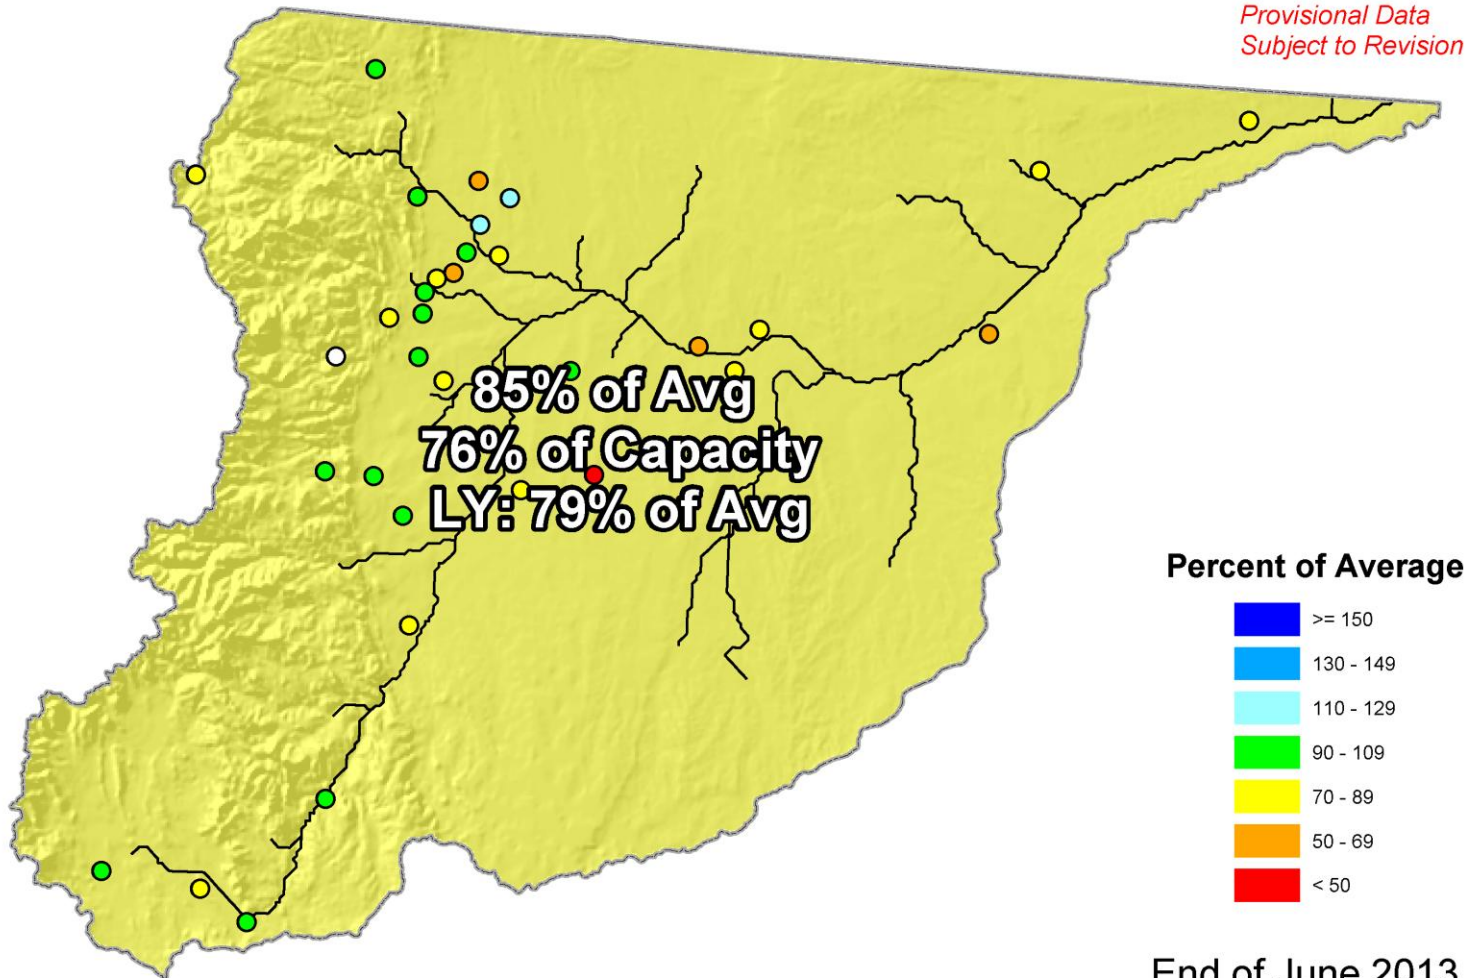 Provisional Data
Subject to Revision
85% of Avg
76% of Capacity
LY: 79% of Avg
Percent of Average
>= 150
130 - 149
110 - 129
90 - 109
70 - 89
50 - 69
< 50
End of June 2013